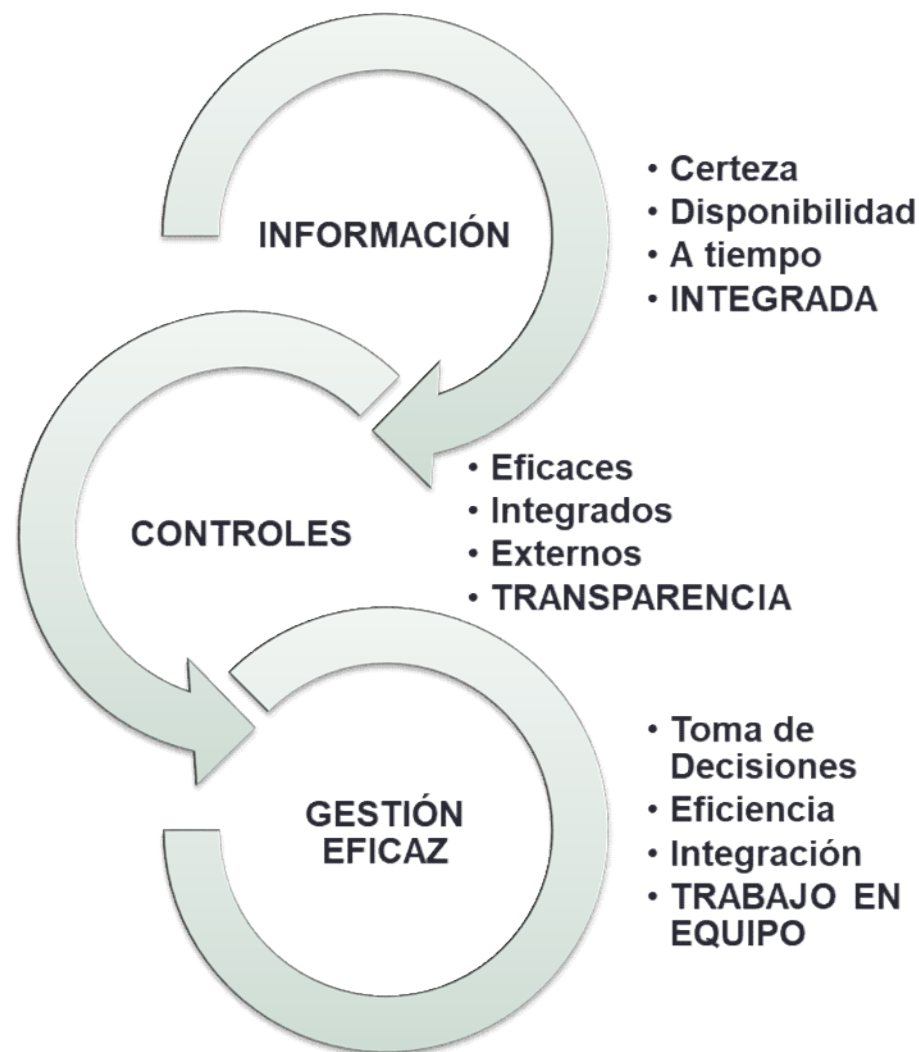 INFORMACIÓN
• Certeza
• Disponibilidad
• A tiempo
• INTEGRADA
CONTROLES
• Eficaces
• Integrados
• Externos
• TRANSPARENCIA
GESTIÓN
EFICAZ
• Toma de
Decisiones
• Eficiencia
• Integración
• TRABAJO EN
EQUIPO